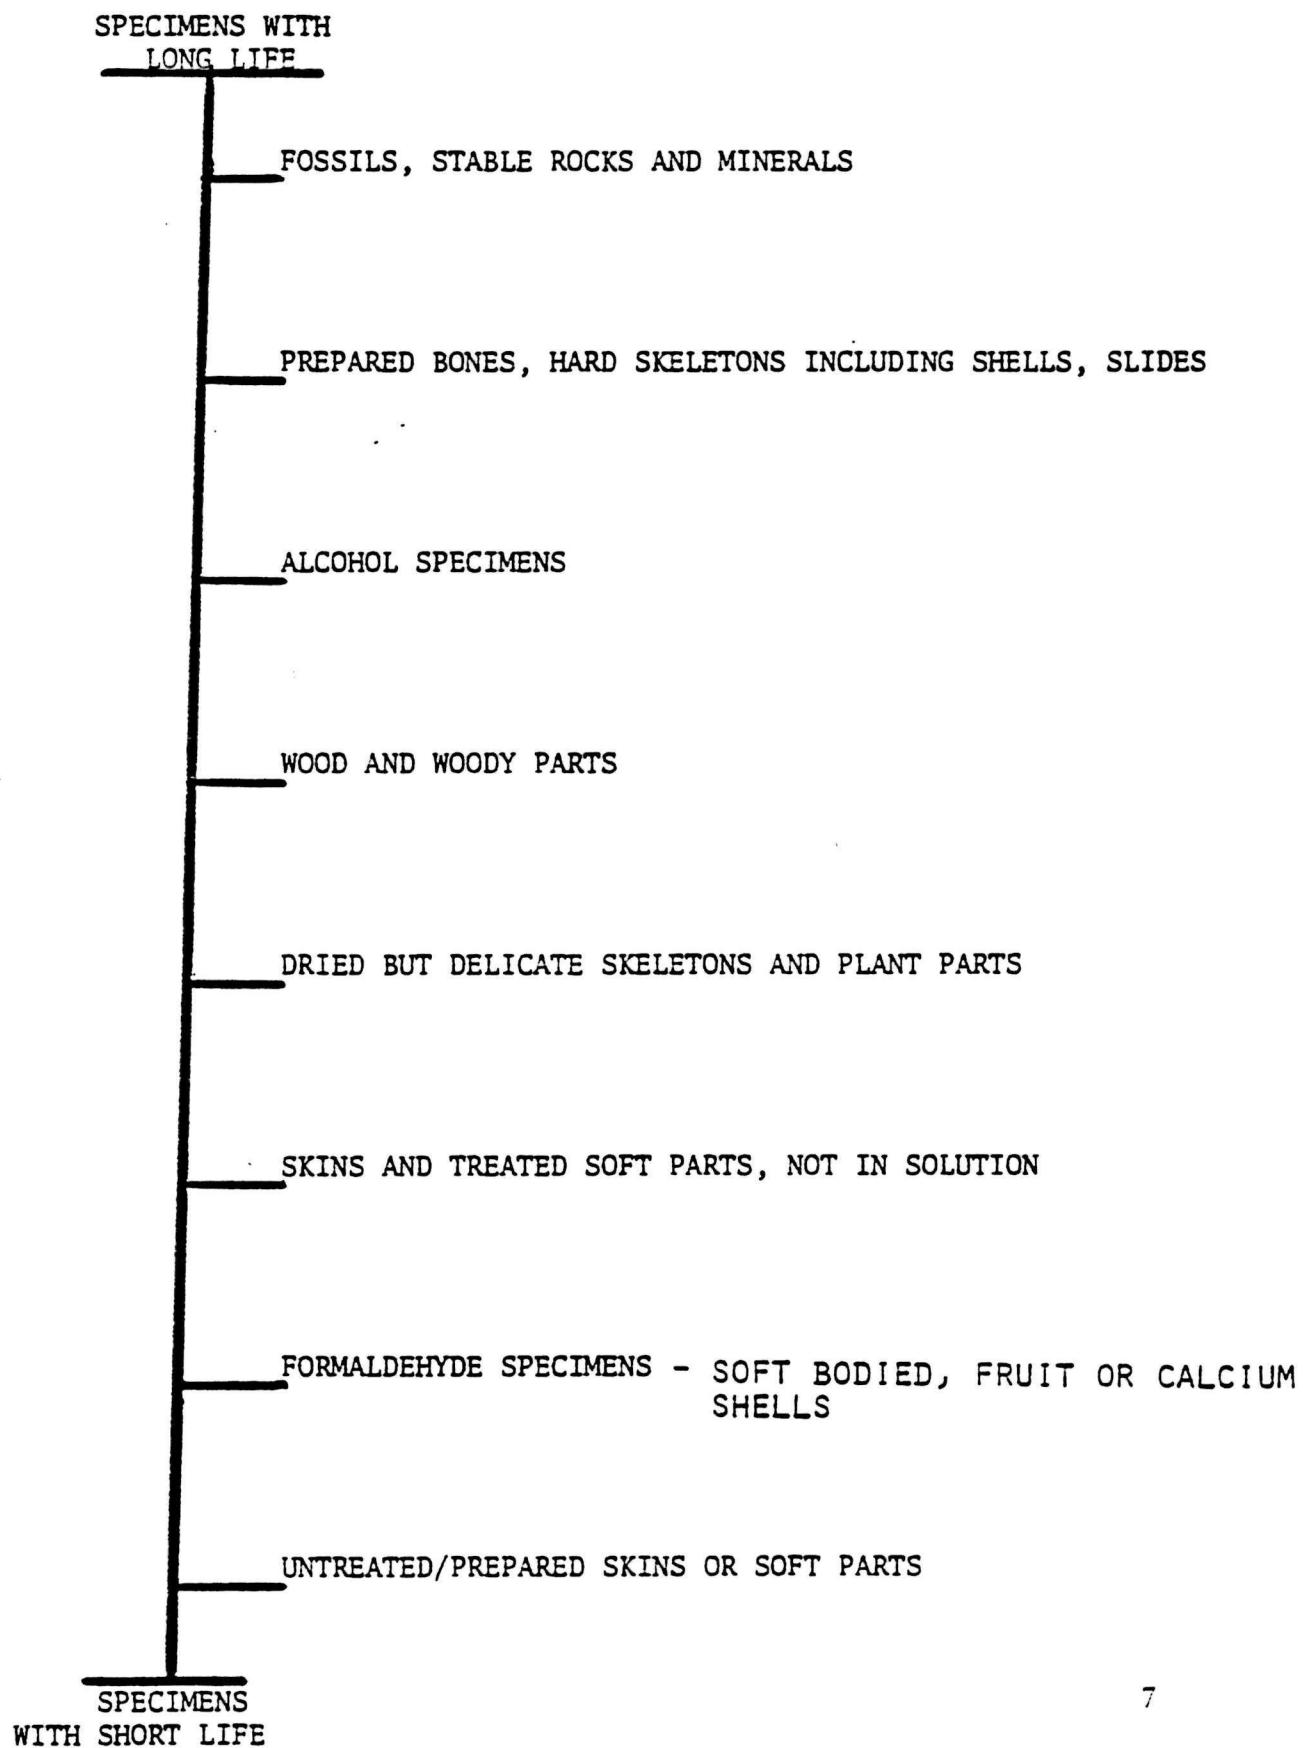 SPECIMENS WITH
LONG LIFE
FOSSILS, STABLE ROCKS AND MINERALS
PREPARED BONES, HARD SKELETONS INCLUDING SHELLS, SLIDES
ALCOHOL SPECIMENS
WOOD AND WOODY PARTS
DRIED BUT DELICATE SKELETONS AND PLANT PARTS
SKINS AND TREATED SOFT PARTS, NOT IN SOLUTION
FORMALDEHYDE SPECIMENS - SOFT BODIED, FRUIT OR CALCIUM
SHELLS
UNTREATED/PREPARED SKINS OR SOFT PARTS
SPECIMENS
WITH SHORT LIFE
7